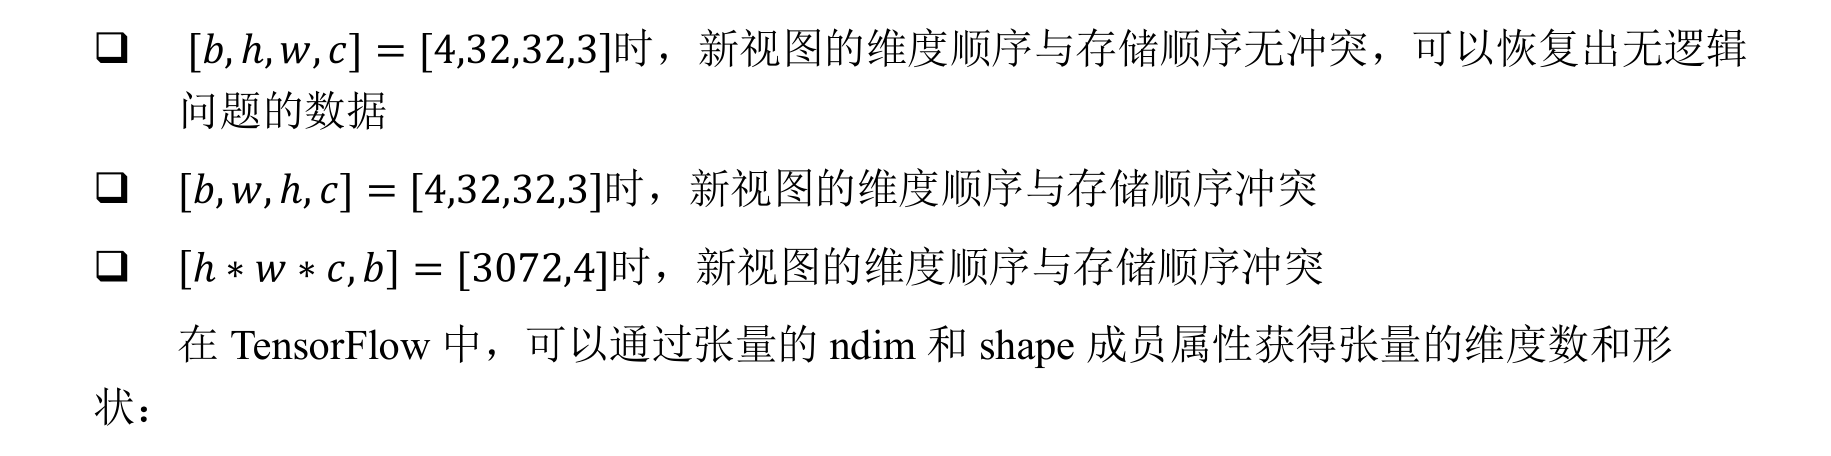 ❑ [b, h, w, c] = [4,32,32,3]时，新视图的维度顺序与存储顺序无冲突，可以恢复出无逻辑
问题的数据
❑ [b, w, h, c] = [4,32,32,3]时，新视图的维度顺序与存储顺序冲突
❑ [h ∗ w ∗ c, b] = [3072,4]时，新视图的维度顺序与存储顺序冲突
在 TensorFlow 中，可以通过张量的 ndim 和 shape 成员属性获得张量的维度数和形
状：